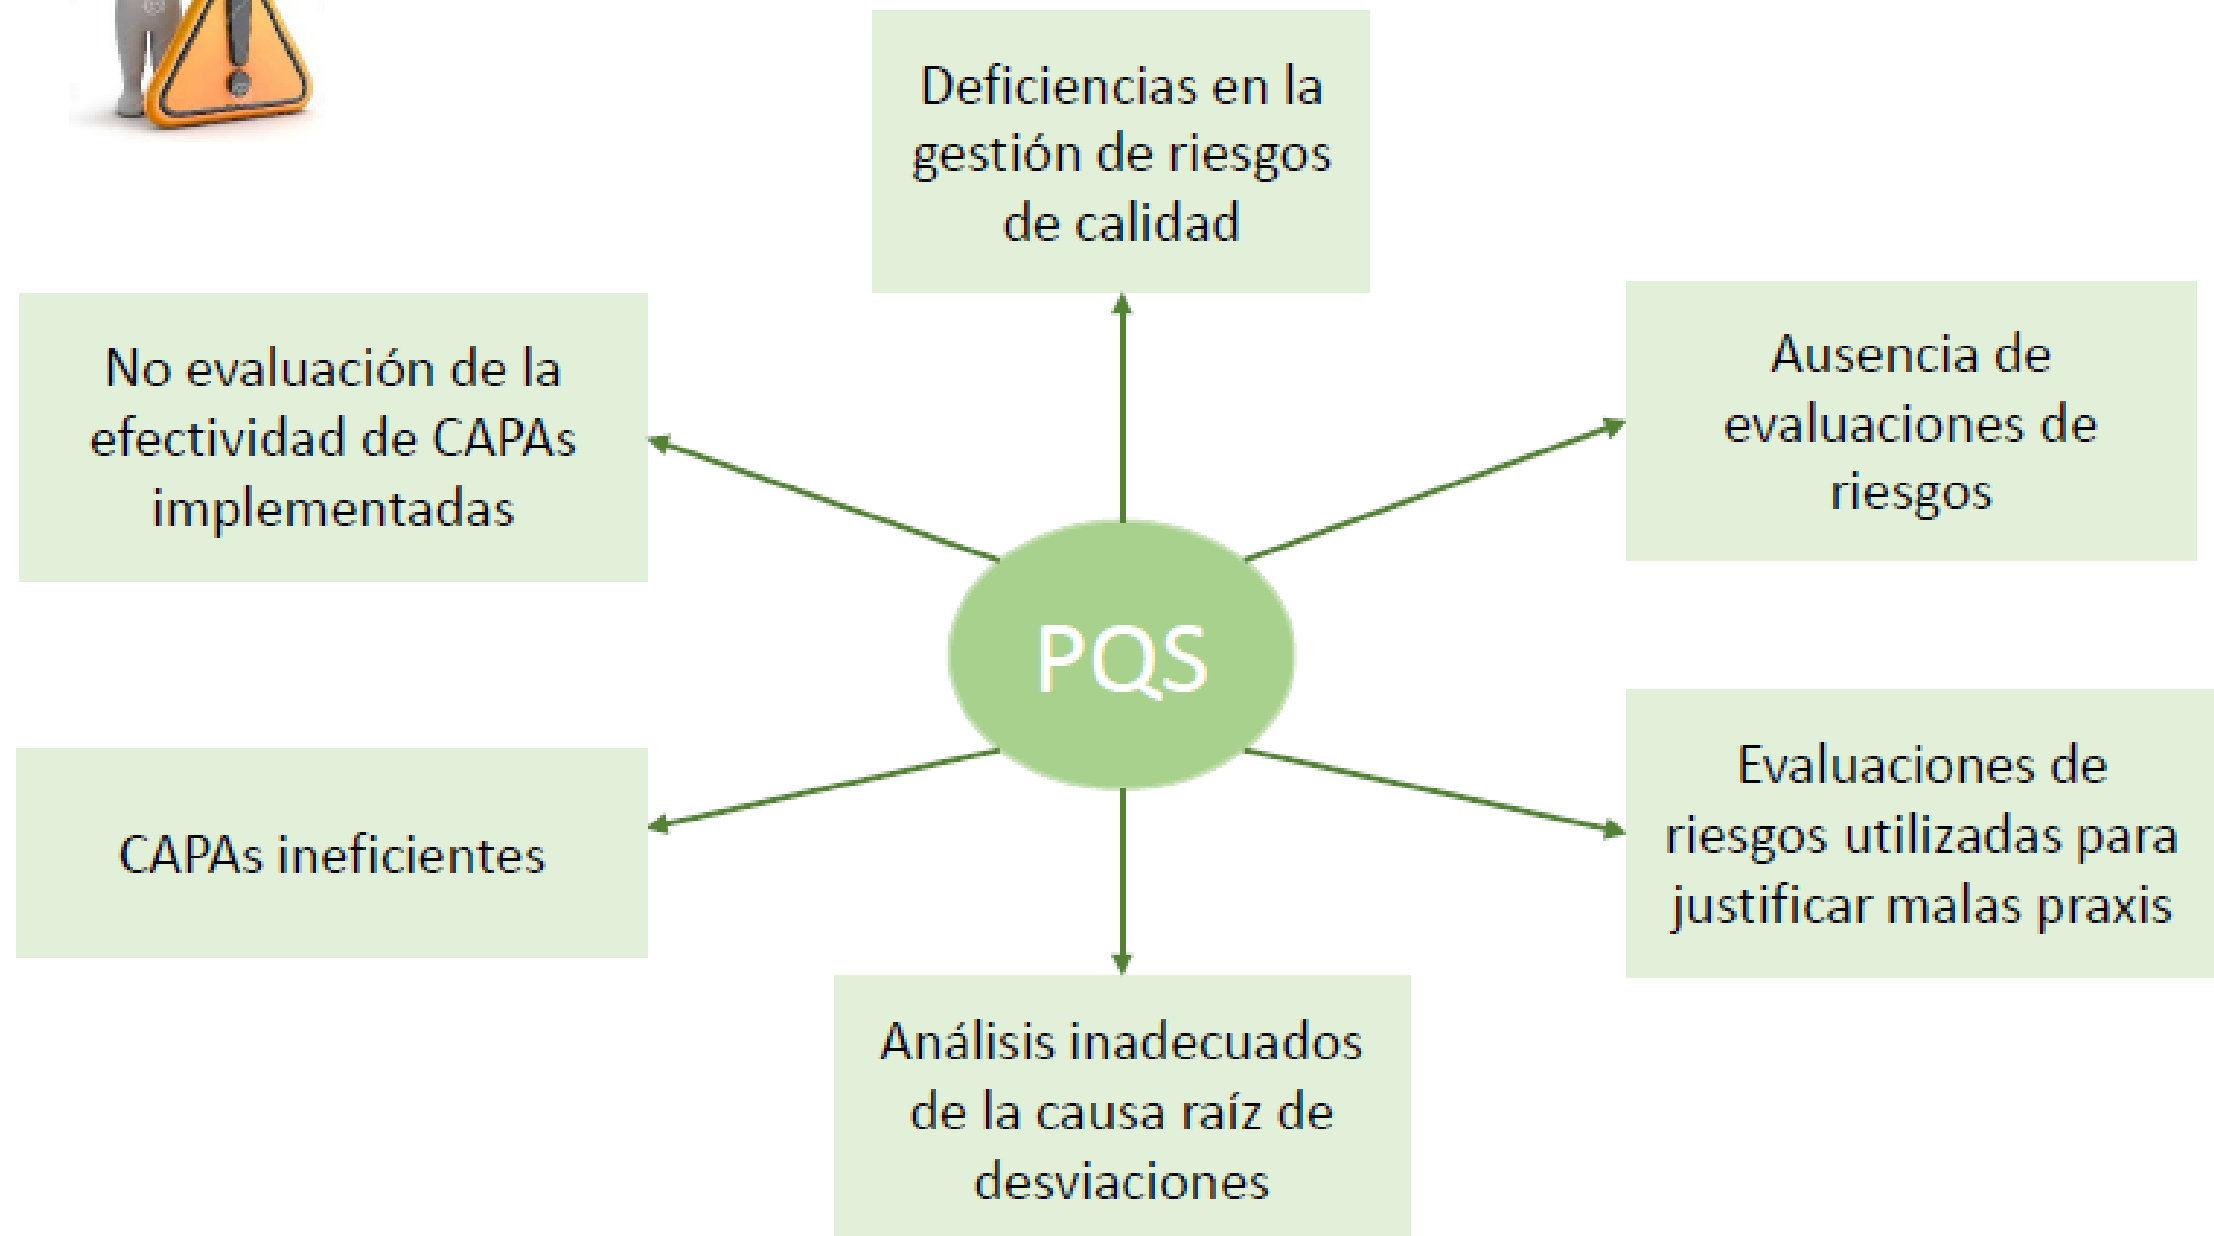 Deficiencias en la
gestión de riesgos
de calidad
No evaluación de la
efectividad de CAPAs
implementadas
Ausencia de
evaluaciones de
riesgos
PQS
CAPAs ineficientes
Evaluaciones de
riesgos utilizadas para
justificar malas praxis
Análisis inadecuados
de la causa raíz de
desviaciones